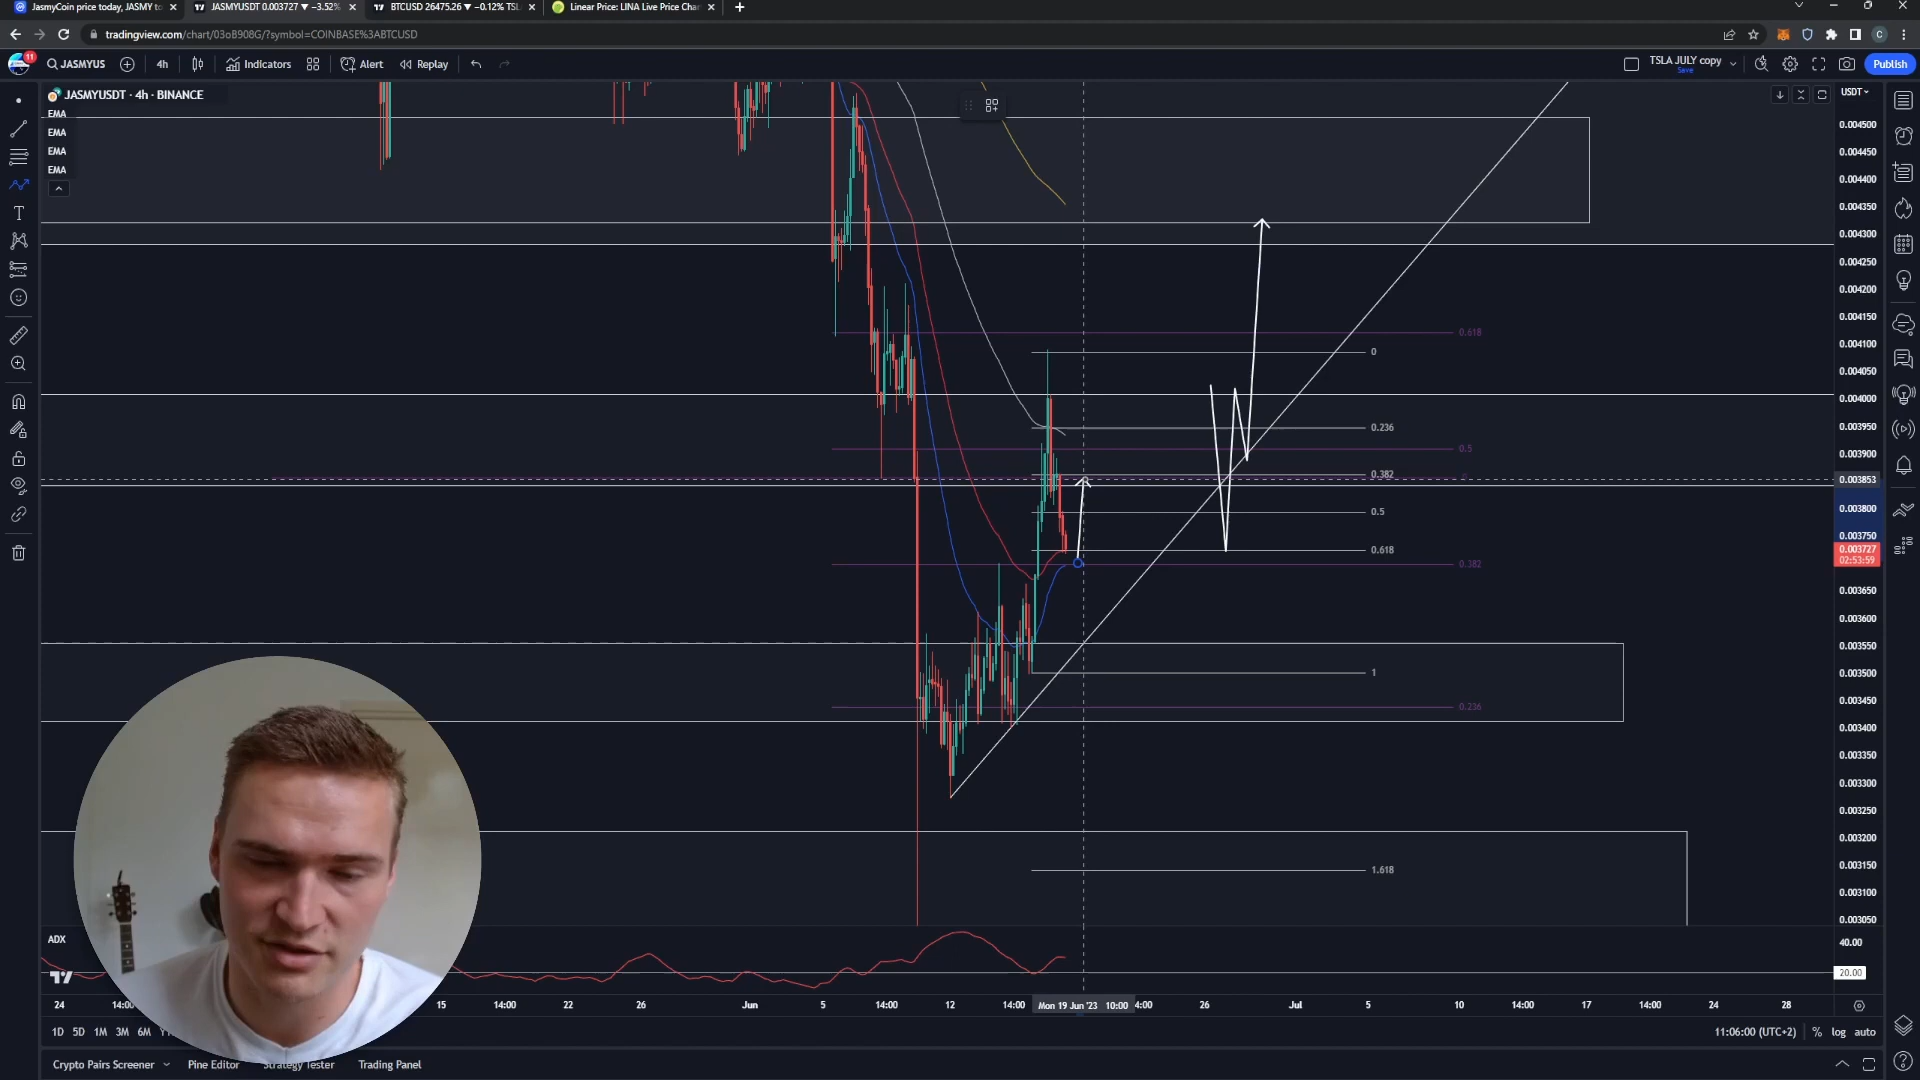 JasmyCoin price today, JASMY to
JASMYUSDT 0.003727 ▼ −3.52%
BTCUSD 26475.26 ▼ −0.12% TSL
Linear Price: LINA Live Price Char
tradingview.com/chart/03oB908G/?symbol=COINBASE%3ABTCUSD
11
JASMYUS
4h
Indicators
Alert
Replay
TSLA JULY copy
Save
Publish
JASMYUSDT · 4h · BINANCE
USDT
EMA
EMA
EMA
EMA
0.004500
0.004450
0.004400
0.004350
0.004300
0.004250
0.004200
0.004150
0.004100
0.004050
0.004000
0.003950
0.003900
0.003853
0.003800
0.003750
0.003727
02:53:59
0.003650
0.003600
0.003550
0.003500
0.003450
0.003400
0.003350
0.003300
0.003250
0.003200
0.003150
0.003100
0.003050
0.618
0
0.236
0.5
0.382
0.5
0.618
0.382
1
0.236
1.618
ADX
40.00
20.00
24
14:00
15
14:00
22
26
Jun
5
14:00
12
14:00
Mon 19 Jun '23 10:00
4:00
26
Jul
5
10
14:00
17
14:00
24
28
1D 5D 1M 3M 6M
11:06:00 (UTC+2)
% log auto
Crypto Pairs Screener
Pine Editor
Strategy Tester
Trading Panel